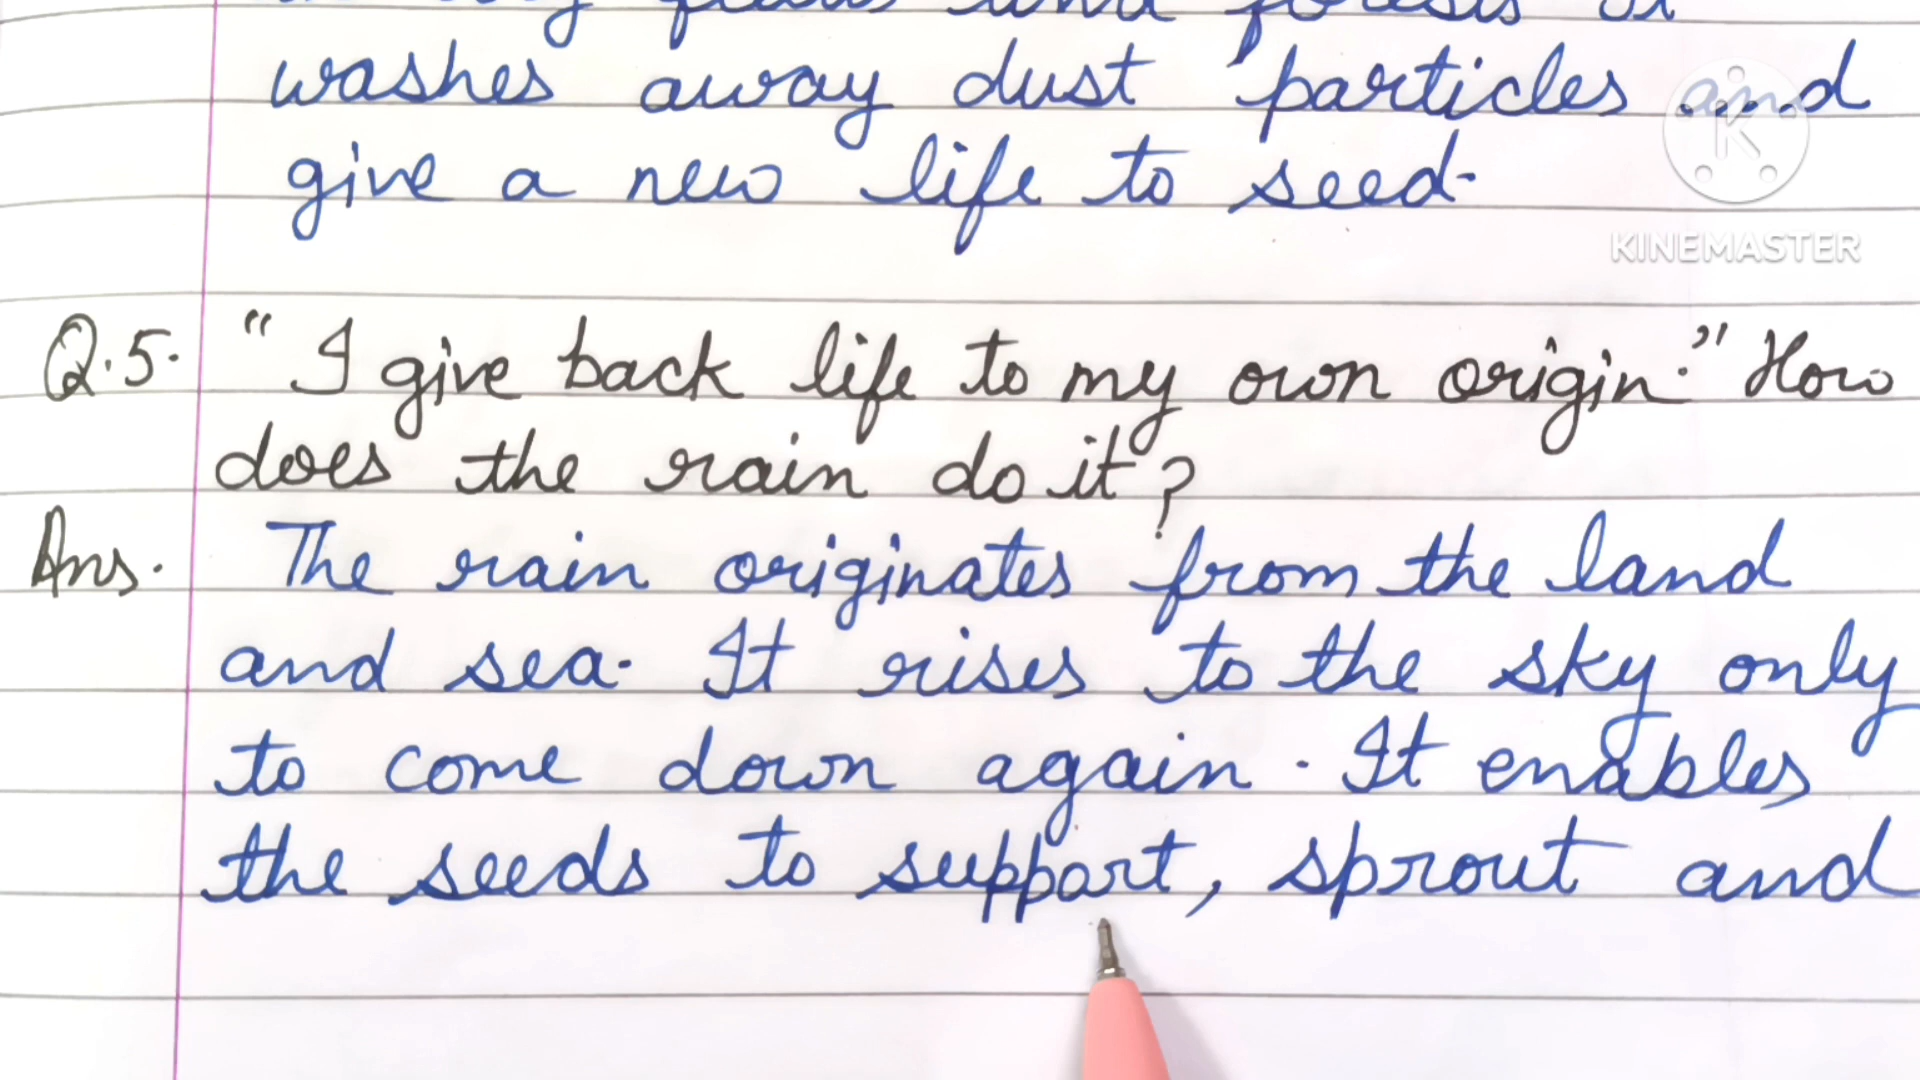 washes away dust particles and
give a new life to seed.
KINEMASTER
Q.5. "I give back life to my own origin." How
does the rain do it?
Ans. The rain originates from the land
and sea. It rises to the sky only
to come down again. It enables
the seeds to support, sprout and